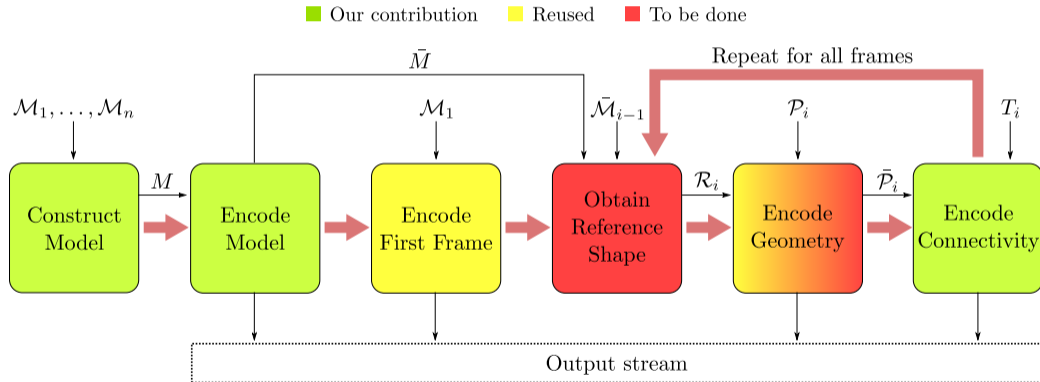 Our contribution Reused To be done
Repeat for all frames
M̄
ℳ₁, . . . , ℳₙ ℳ₁ ℳ̄ᵢ₋₁ 𝒫ᵢ Tᵢ
M ℛᵢ 𝒫̄ᵢ
Construct
Model
Encode
Model
Encode
First Frame
Obtain
Reference
Shape
Encode
Geometry
Encode
Connectivity
Output stream